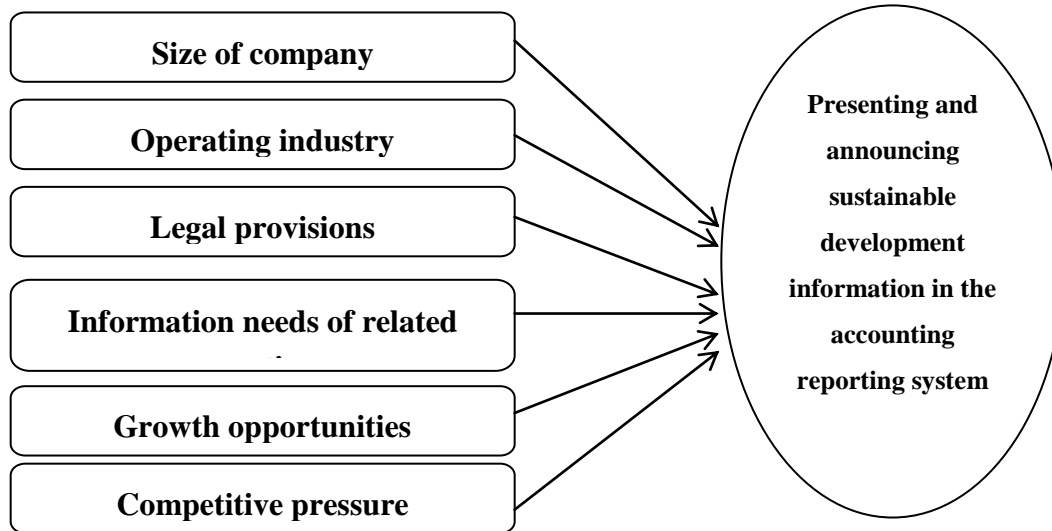 Size of company
Operating industry
Legal provisions
Information needs of related
Growth opportunities
Competitive pressure
Presenting and
announcing
sustainable
development
information in the
accounting
reporting system